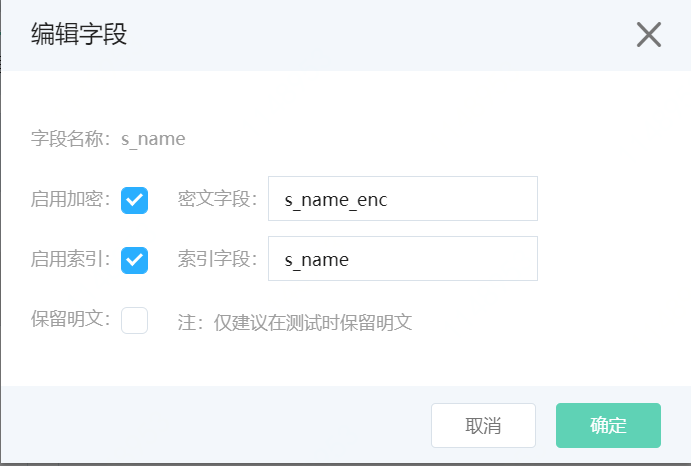 编辑字段
字段名称：s_name
启用加密： 密文字段： s_name_enc
启用索引： 索引字段： s_name
保留明文： 注：仅建议在测试时保留明文
取消 确定